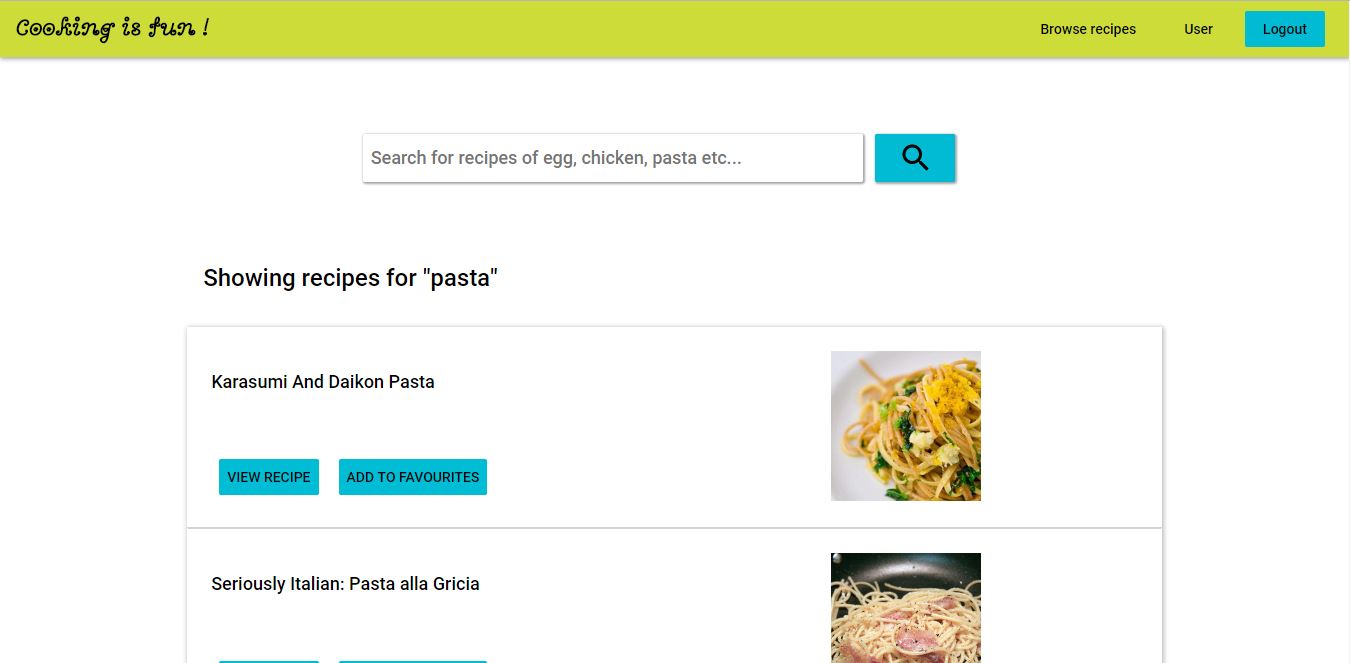 Cooking is fun !
Browse recipes
User
Logout
Search for recipes of egg, chicken, pasta etc...
Showing recipes for "pasta"
Karasumi And Daikon Pasta
VIEW RECIPE
ADD TO FAVOURITES
Seriously Italian: Pasta alla Gricia